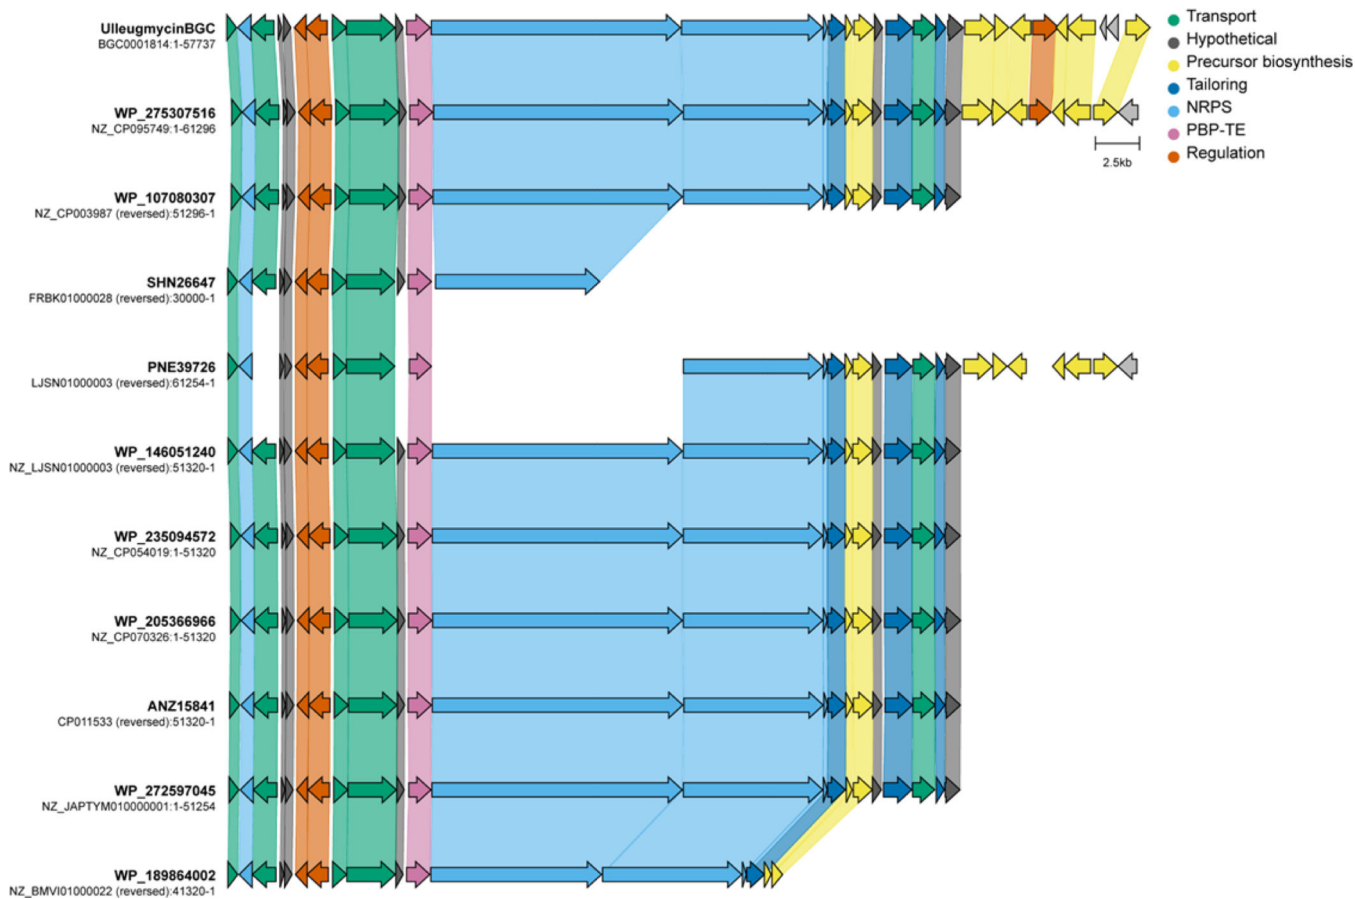 UlleugmycinBGC
BGC0001814:1-57737
WP_275307516
NZ_CP095749:1-61296
WP_107080307
NZ_CP003987 (reversed):51296-1
SHN26647
FRBK01000028 (reversed):30000-1
PNE39726
LJSN01000003 (reversed):61254-1
WP_146051240
NZ_LJSN01000003 (reversed):51320-1
WP_235094572
NZ_CP054019:1-51320
WP_205366966
NZ_CP070326:1-51320
ANZ15841
CP011533 (reversed):51320-1
WP_272597045
NZ_JAPTYM010000001:1-51254
WP_189864002
NZ_BMVI01000022 (reversed):41320-1
Transport
Hypothetical
Precursor biosynthesis
Tailoring
NRPS
PBP-TE
Regulation
2.5kb